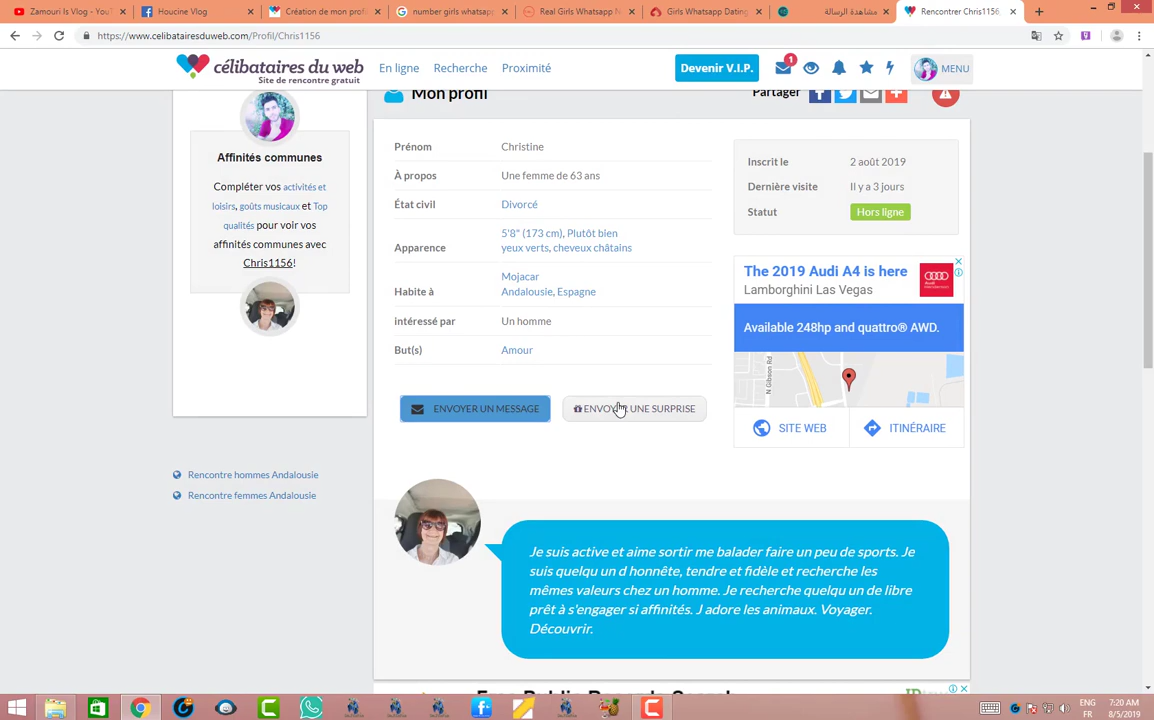 Zamouri Is Vlog - You
Houcine Vlog
Création de mon profi
number girls whatsapp
Real Girls Whatsapp N
Girls Whatsapp Dating
مشاهدة الرسالة
Rencontrer Chris1156,
https://www.celibatairesduweb.com/Profil/Chris1156
célibataires du web
Site de rencontre gratuit
En ligne
Recherche
Proximité
Devenir V.I.P.
1
MENU
Mon profil
Partager
Affinités communes
Compléter vos activités et
loisirs, goûts musicaux et Top
qualités pour voir vos
affinités communes avec
Chris1156!
Prénom Christine
À propos Une femme de 63 ans
État civil Divorcé
Apparence 5'8" (173 cm), Plutôt bien
yeux verts, cheveux châtains
Habite à Mojacar
Andalousie, Espagne
intéressé par Un homme
But(s) Amour
ENVOYER UN MESSAGE
ENVOYER UNE SURPRISE
Inscrit le 2 août 2019
Dernière visite Il y a 3 jours
Statut Hors ligne
The 2019 Audi A4 is here
Lamborghini Las Vegas
Available 248hp and quattro® AWD.
N Gibson Rd
SITE WEB
ITINÉRAIRE
Rencontre hommes Andalousie
Rencontre femmes Andalousie
Je suis active et aime sortir me balader faire un peu de sports. Je
suis quelqu un d honnête, tendre et fidèle et recherche les
mêmes valeurs chez un homme. Je recherche quelqu un de libre
prêt à s'engager si affinités. J adore les animaux. Voyager.
Découvrir.
ENG
FR
7:20 AM
8/5/2019